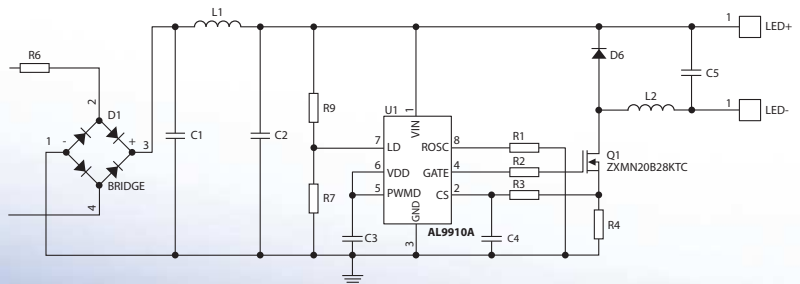 L1
1
LED+
R6
D6
C5
2
U1
L2
1
LED-
D1
R9
1
VIN
1
-
+
3
C1
C2
7
LD
ROSC
8
R1
Q1
ZXMN20B28KTC
6
VDD
GATE
4
R2
BRIDGE
R7
5
PWMD
CS
2
R3
GND
4
AL9910A
R4
C3
3
C4